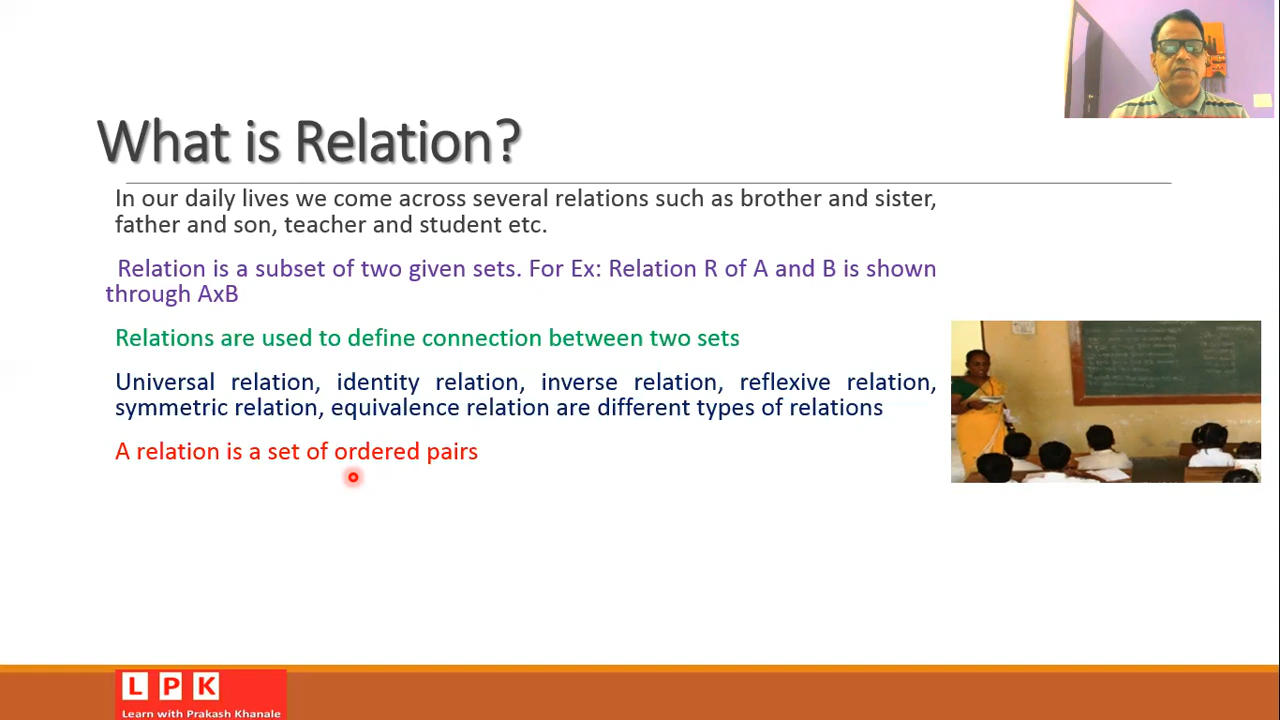 What is Relation?
In our daily lives we come across several relations such as brother and sister,
father and son, teacher and student etc.
Relation is a subset of two given sets. For Ex: Relation R of A and B is shown
through AxB
Relations are used to define connection between two sets
Universal relation, identity relation, inverse relation, reflexive relation,
symmetric relation, equivalence relation are different types of relations
A relation is a set of ordered pairs
L P K
Learn with Prakash Khanale